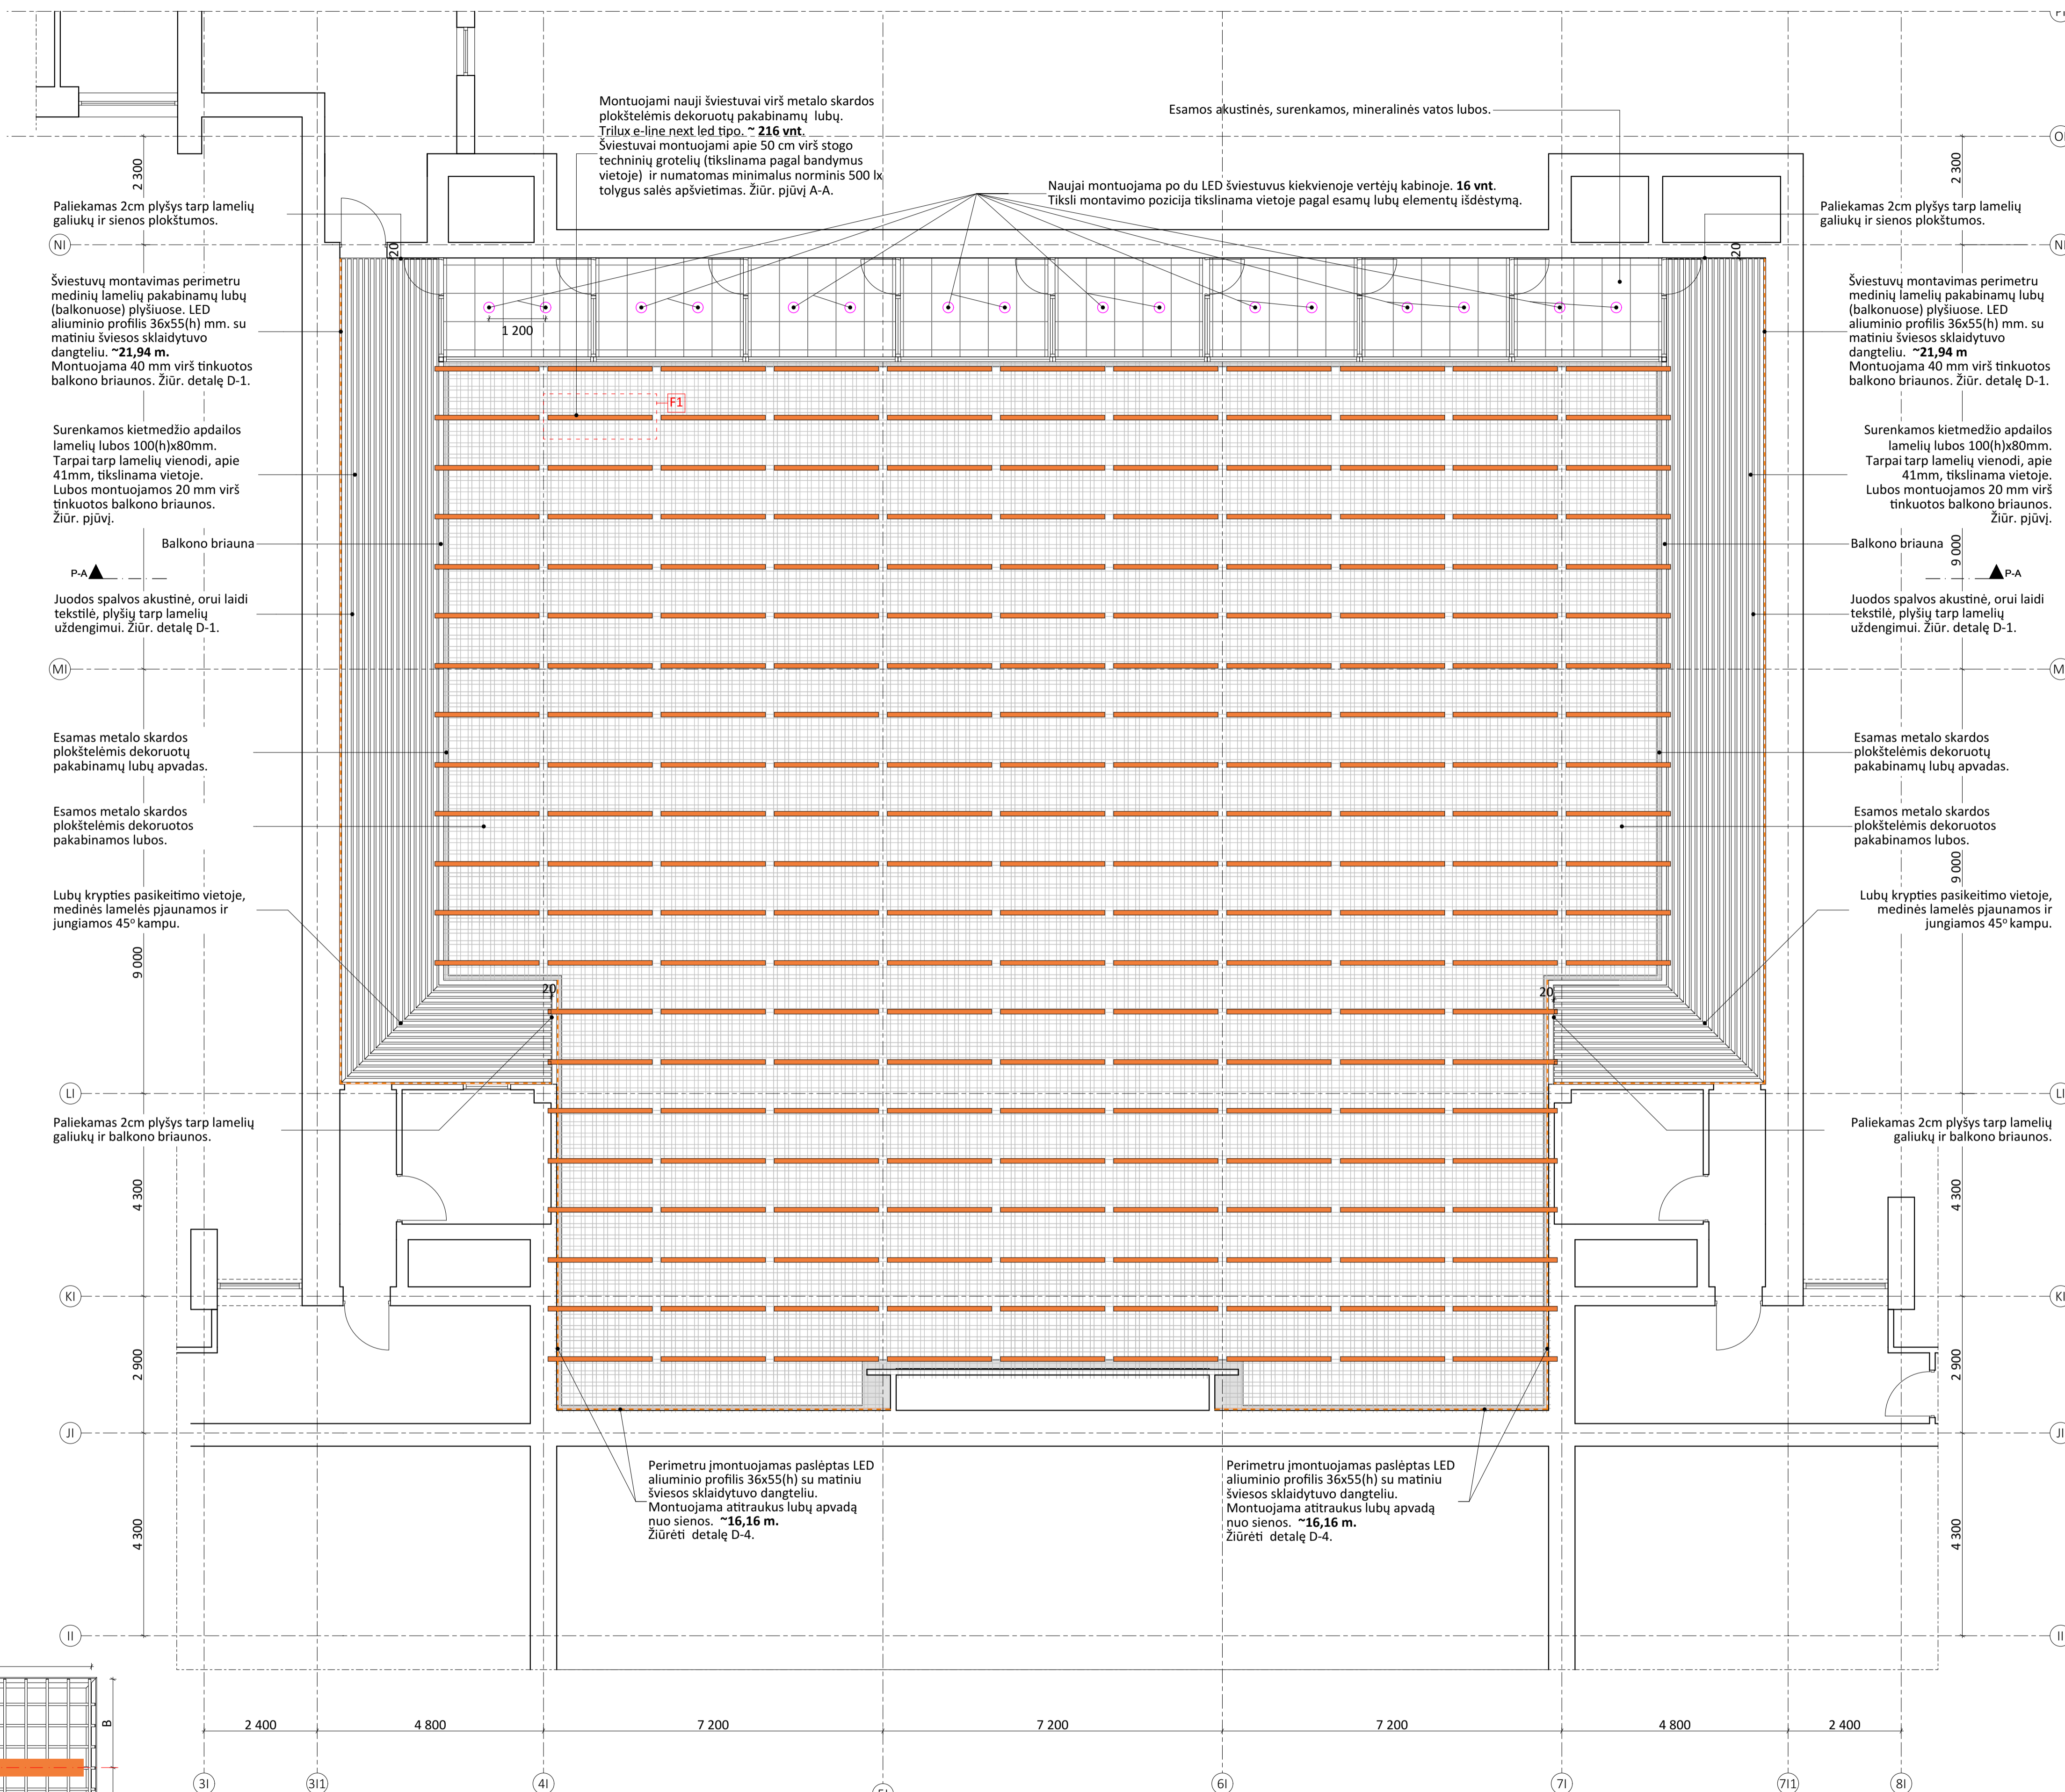 Montuojami nauji šviestuvai virš metalo skardos
plokštelėmis dekoruotų pakabinamų lubų.
Trilux e-line next led tipo. ~ 216 vnt.
Šviestuvai montuojami apie 50 cm virš stogo
techninių grotelių (tikslinama pagal bandymus
vietoje) ir numatomas minimalus norminis 500 lx
tolygus salės apšvietimas. Žiūr. pjūvį A-A.
Esamos akustinės, surenkamos, mineralinės vatos lubos.
Naujai montuojama po du LED šviestuvus kiekvienoje vertėjų kabinoje. 16 vnt.
Tiksli montavimo pozicija tikslinama vietoje pagal esamų lubų elementų išdėstymą.
2 300
2 300
Paliekamas 2cm plyšys tarp lamelių
galiukų ir sienos plokštumos.
Paliekamas 2cm plyšys tarp lamelių
galiukų ir sienos plokštumos.
NI
20
20
Šviestuvų montavimas perimetru
medinių lamelių pakabinamų lubų
(balkonuose) plyšiuose. LED
aliuminio profilis 36x55(h) mm. su
matiniu šviesos sklaidytuvo
dangteliu. ~21,94 m.
Montuojama 40 mm virš tinkuotos
balkono briaunos. Žiūr. detalę D-1.
Šviestuvų montavimas perimetru
medinių lamelių pakabinamų lubų
(balkonuose) plyšiuose. LED
aliuminio profilis 36x55(h) mm. su
matiniu šviesos sklaidytuvo
dangteliu. ~21,94 m
Montuojama 40 mm virš tinkuotos
balkono briaunos. Žiūr. detalę D-1.
1 200
F1
Surenkamos kietmedžio apdailos
lamelių lubos 100(h)x80mm.
Tarpai tarp lamelių vienodi, apie
41mm, tikslinama vietoje.
Lubos montuojamos 20 mm virš
tinkuotos balkono briaunos.
Žiūr. pjūvį.
Surenkamos kietmedžio apdailos
lamelių lubos 100(h)x80mm.
Tarpai tarp lamelių vienodi, apie
41mm, tikslinama vietoje.
Lubos montuojamos 20 mm virš
tinkuotos balkono briaunos.
Žiūr. pjūvį.
Balkono briauna
Balkono briauna
9 000
P-A
P-A
Juodos spalvos akustinė, orui laidi
tekstilė, plyšių tarp lamelių
uždengimui. Žiūr. detalę D-1.
Juodos spalvos akustinė, orui laidi
tekstilė, plyšių tarp lamelių
uždengimui. Žiūr. detalę D-1.
MI
M
Esamas metalo skardos
plokštelėmis dekoruotų
pakabinamų lubų apvadas.
Esamas metalo skardos
plokštelėmis dekoruotų
pakabinamų lubų apvadas.
Esamos metalo skardos
plokštelėmis dekoruotos
pakabinamos lubos.
Esamos metalo skardos
plokštelėmis dekoruotos
pakabinamos lubos.
9 000
Lubų krypties pasikeitimo vietoje,
medinės lamelės pjaunamos ir
jungiamos 45º kampu.
Lubų krypties pasikeitimo vietoje,
medinės lamelės pjaunamos ir
jungiamos 45º kampu.
9 000
20
20
LI
LI
Paliekamas 2cm plyšys tarp lamelių
galiukų ir balkono briaunos.
Paliekamas 2cm plyšys tarp lamelių
galiukų ir balkono briaunos.
4 300
4 300
KI
KI
2 900
2 900
JI
JI
Perimetru įmontuojamas paslėptas LED
aliuminio profilis 36x55(h) su matiniu
šviesos sklaidytuvo dangteliu.
Montuojama atitraukus lubų apvadą
nuo sienos. ~16,16 m.
Žiūrėti detalę D-4.
Perimetru įmontuojamas paslėptas LED
aliuminio profilis 36x55(h) su matiniu
šviesos sklaidytuvo dangteliu.
Montuojama atitraukus lubų apvadą
nuo sienos. ~16,16 m.
Žiūrėti detalę D-4.
4 300
4 300
II
II
B
2 400
4 800
7 200
7 200
7 200
4 800
2 400
3I
3I1
4I
6I
7I
7I1
8I